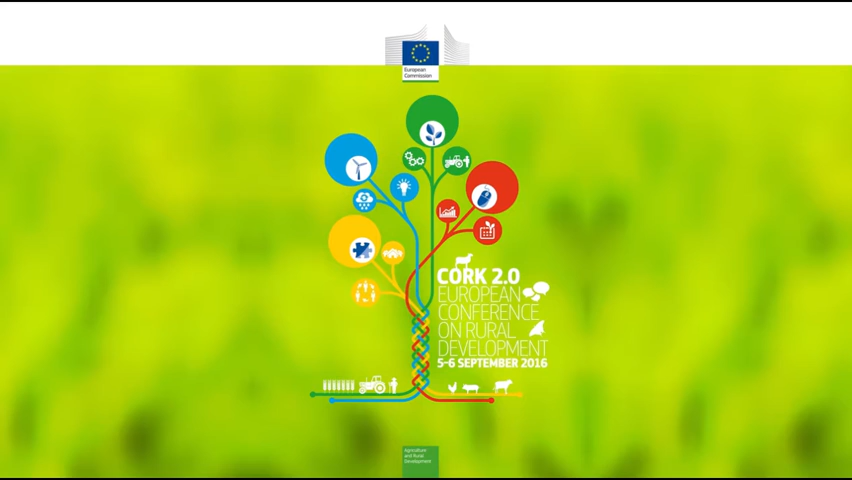 European
Commission
CORK 2.0
EUROPEAN
CONFERENCE
ON RURAL
DEVELOPMENT
5-6 SEPTEMBER 2016
Agriculture
and Rural
Development